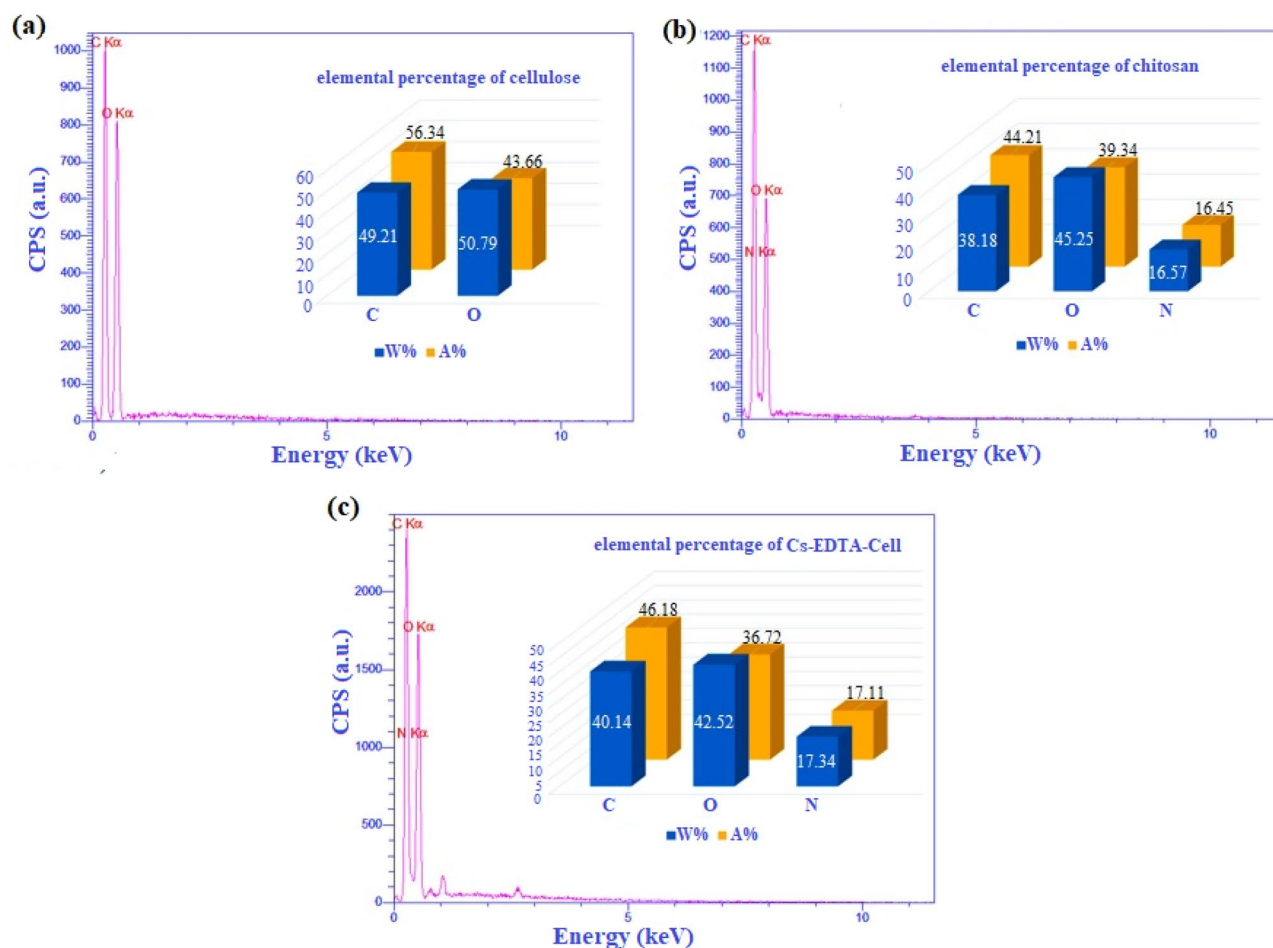 (a)
C Kα
O Kα
elemental percentage of cellulose
1000
900
800
700
600
500
400
300
200
100
0
CPS (a.u.)
60
50
40
30
20
10
0
56.34
43.66
49.21
50.79
C O
W% A%
0 5 10
Energy (keV)
(b)
C Kα
O Kα
N Kα
elemental percentage of chitosan
1200
1100
1000
900
800
700
600
500
400
300
200
100
0
CPS (a.u.)
50
40
30
20
10
0
44.21
39.34
16.45
38.18
45.25
16.57
C O N
W% A%
0 5 10
Energy (keV)
(c)
C Kα
O Kα
N Kα
elemental percentage of Cs-EDTA-Cell
2000
1500
1000
500
0
CPS (a.u.)
50
45
40
35
30
25
20
15
10
5
0
46.18
36.72
17.11
40.14
42.52
17.34
C O N
W% A%
0 5 10
Energy (keV)